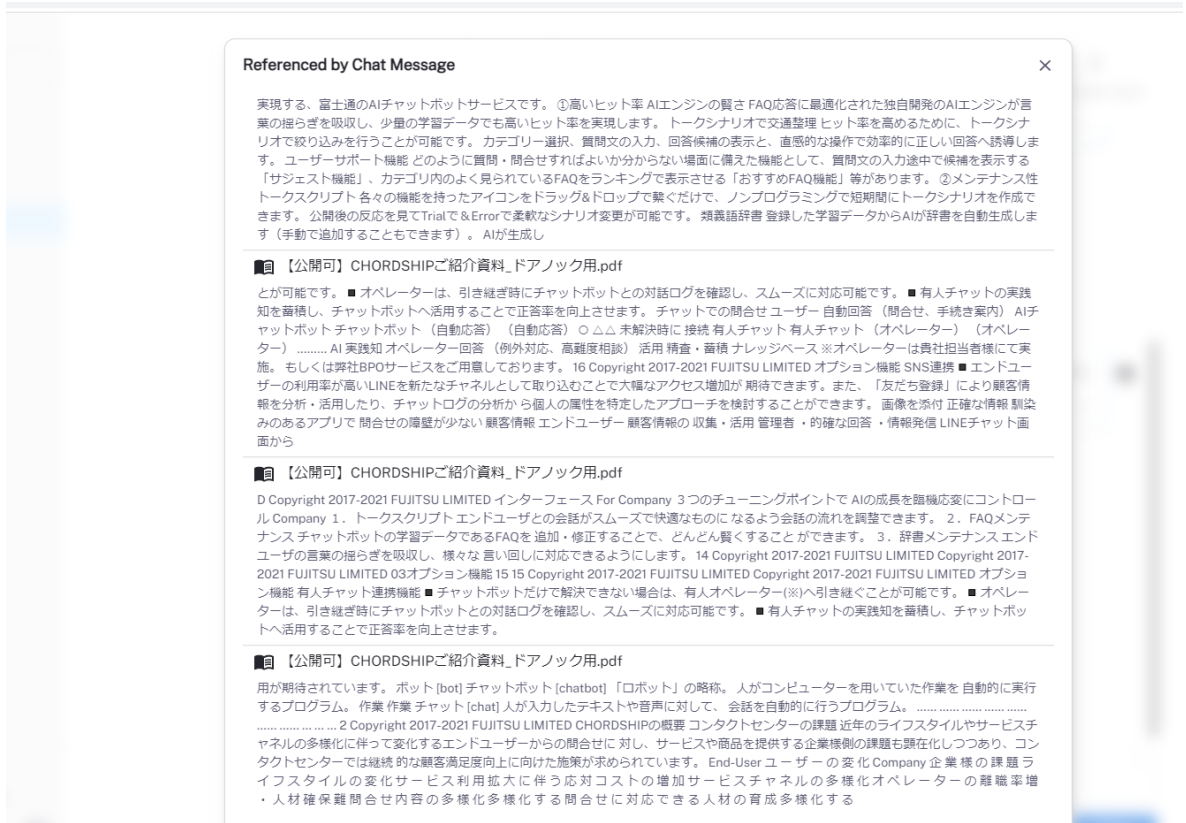 Referenced by Chat Message
実現する、富士通のAIチャットボットサービスです。 ①高いヒット率 AIエンジンの賢さ FAQ応答に最適化された独自開発のAIエンジンが言
葉の揺らぎを吸収し、少量の学習データでも高いヒット率を実現します。 トークシナリオで交通整理 ヒット率を高めるために、トークシナ
リオで絞り込みを行うことが可能です。 カテゴリー選択、質問文の入力、回答候補の表示と、直感的な操作で効率的に正しい回答へ誘導しま
す。 ユーザーサポート機能 どのように質問・問合せすればよいか分からない場面に備えた機能として、質問文の入力途中で候補を表示する
「サジェスト機能」、カテゴリ内のよく見られているFAQをランキングで表示させる「おすすめFAQ機能」等があります。 ②メンテナンス性
トークスクリプト 各々の機能を持ったアイコンをドラッグ&ドロップで繋ぐだけで、ノンプログラミングで短期間にトークシナリオを作成で
きます。 公開後の反応を見てTrialで＆Errorで柔軟なシナリオ変更が可能です。 類義語辞書 登録した学習データからAIが辞書を自動生成しま
す（手動で追加することもできます）。 AIが生成し
【公開可】CHORDSHIPご紹介資料_ドアノック用.pdf
とが可能です。 ■ オペレーターは、引き継ぎ時にチャットボットとの対話ログを確認し、スムーズに対応可能です。 ■ 有人チャットの実践
知を蓄積し、チャットボットへ活用することで正答率を向上させます。 チャットでの問合せ ユーザー 自動回答 （問合せ、手続き案内） AIチ
ャットボット チャットボット （自動応答） （自動応答） ○ △△ 未解決時に 接続 有人チャット 有人チャット （オペレーター） （オペレー
ター） ......... AI 実践知 オペレーター回答 （例外対応、高難度相談） 活用 精査・蓄積 ナレッジベース ※オペレーターは貴社担当者様にて実
施。 もしくは弊社BPOサービスをご用意しております。 16 Copyright 2017-2021 FUJITSU LIMITED オプション機能 SNS連携 ■ エンドユー
ザーの利用率が高いLINEを新たなチャネルとして取り込むことで大幅なアクセス増加が 期待できます。また、「友だち登録」により顧客情
報を分析・活用したり、チャットログの分析か ら個人の属性を特定したアプローチを検討することができます。 画像を添付 正確な情報 馴染
みのあるアプリで 問合せの障壁が少ない 顧客情報 エンドユーザー 顧客情報の 収集・活用 管理者 ・的確な回答 ・情報発信 LINEチャット画
面から
【公開可】CHORDSHIPご紹介資料_ドアノック用.pdf
D Copyright 2017-2021 FUJITSU LIMITED インターフェース For Company ３つのチューニングポイントで AIの成長を臨機応変にコントロー
ル Company １．トークスクリプト エンドユーザとの会話がスムーズで快適なものに なるよう会話の流れを調整できます。 ２．FAQメンテ
ナンス チャットボットの学習データであるFAQを 追加・修正することで、どんどん賢くすること ができます。 ３．辞書メンテナンス エンド
ユーザの言葉の揺らぎを吸収し、様々な 言い回しに対応できるようにします。 14 Copyright 2017-2021 FUJITSU LIMITED Copyright 2017-
2021 FUJITSU LIMITED 03オプション機能 15 15 Copyright 2017-2021 FUJITSU LIMITED Copyright 2017-2021 FUJITSU LIMITED オプショ
ン機能 有人チャット連携機能 ■ チャットボットだけで解決できない場合は、有人オペレーター(※)へ引き継ぐことが可能です。 ■ オペレー
ターは、引き継ぎ時にチャットボットとの対話ログを確認し、スムーズに対応可能です。 ■ 有人チャットの実践知を蓄積し、チャットボッ
トへ活用することで正答率を向上させます。
【公開可】CHORDSHIPご紹介資料_ドアノック用.pdf
用が期待されています。 ボット [bot] チャットボット [chatbot] 「ロボット」の略称。 人がコンピューターを用いていた作業を 自動的に実行
するプログラム。 作業 作業 チャット [chat] 人が入力したテキストや音声に対して、 会話を自動的に行うプログラム。 ...... ...... ...... ...... ......
...... ...... ... ... ... 2 Copyright 2017-2021 FUJITSU LIMITED CHORDSHIPの概要 コンタクトセンターの課題 近年のライフスタイルやサービスチ
ャネルの多様化に伴って変化するエンドユーザーからの問合せに 対し、サービスや商品を提供する企業様側の課題も顕在化しつつあり、コン
タクトセンターでは継続 的な顧客満足度向上に向けた施策が求められています。 End-User ユ ー ザ ー の 変 化 Company 企 業 様 の 課 題 ラ
イ フ ス タ イ ル の 変 化 サ ー ビ ス 利 用 拡 大 に 伴 う 応 対 コ ス ト の 増 加 サ ー ビ ス チ ャ ネ ル の 多 様 化 オ ペ レ ー タ ー の 離 職 率 増
・ 人 材 確 保 難 問 合 せ 内 容 の 多 様 化 多 様 化 す る 問 合 せ に 対 応 で き る 人 材 の 育 成 多 様 化 す る